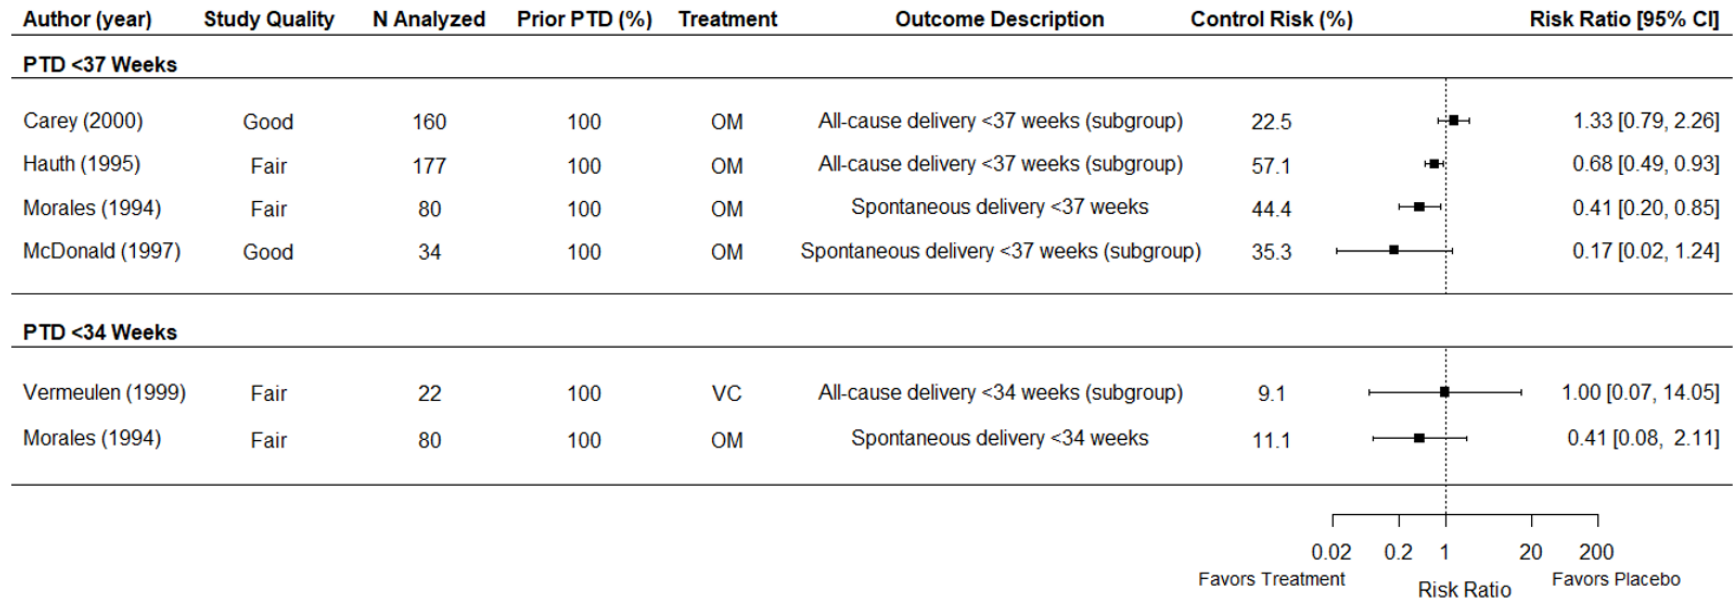 Author (year) Study Quality N Analyzed Prior PTD (%) Treatment Outcome Description Control Risk (%) Risk Ratio [95% CI]
PTD <37 Weeks
Carey (2000) Good 160 100 OM All-cause delivery <37 weeks (subgroup) 22.5 1.33 [0.79, 2.26]
Hauth (1995) Fair 177 100 OM All-cause delivery <37 weeks (subgroup) 57.1 0.68 [0.49, 0.93]
Morales (1994) Fair 80 100 OM Spontaneous delivery <37 weeks 44.4 0.41 [0.20, 0.85]
McDonald (1997) Good 34 100 OM Spontaneous delivery <37 weeks (subgroup) 35.3 0.17 [0.02, 1.24]
PTD <34 Weeks
Vermeulen (1999) Fair 22 100 VC All-cause delivery <34 weeks (subgroup) 9.1 1.00 [0.07, 14.05]
Morales (1994) Fair 80 100 OM Spontaneous delivery <34 weeks 11.1 0.41 [0.08, 2.11]
0.02 0.2 1 20 200
Favors Treatment Risk Ratio Favors Placebo